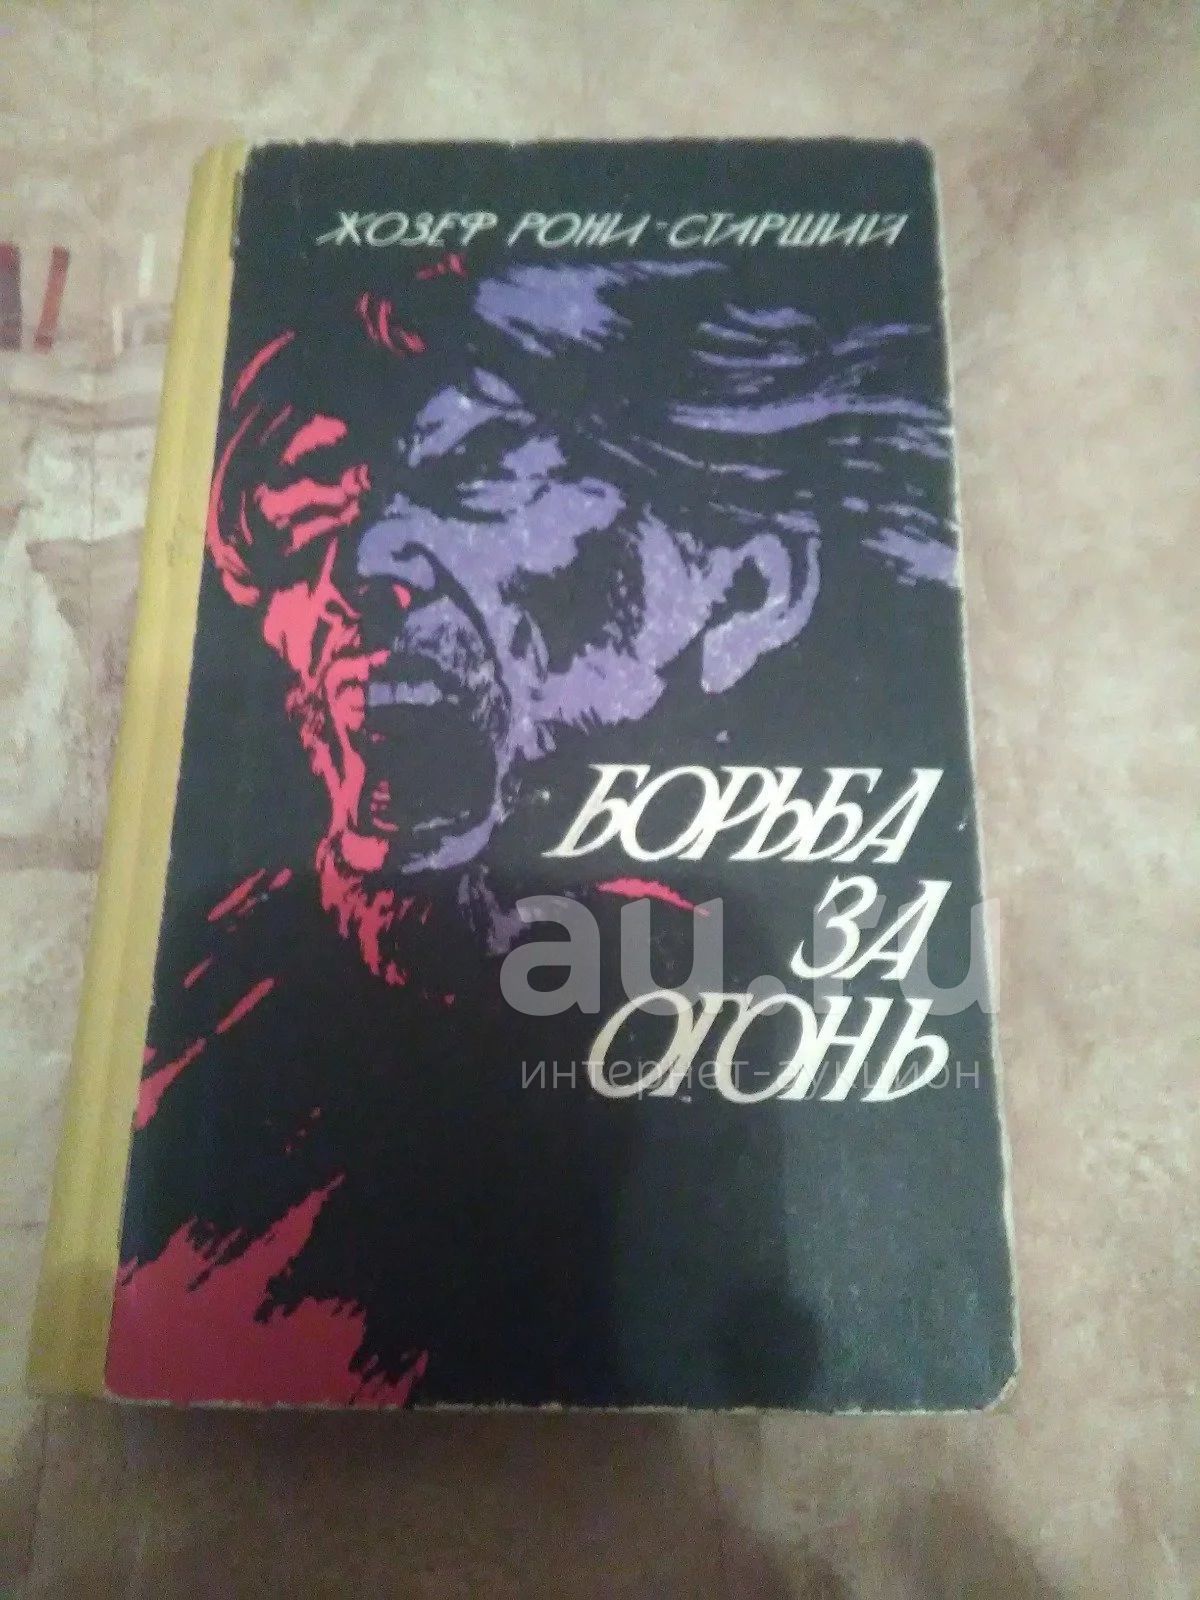 ЖОЗЕФ РОНИ-СТАРШИЙ
БОРЬБА
ЗА
ОГОНЬ
au.ru
интернет-аукцион